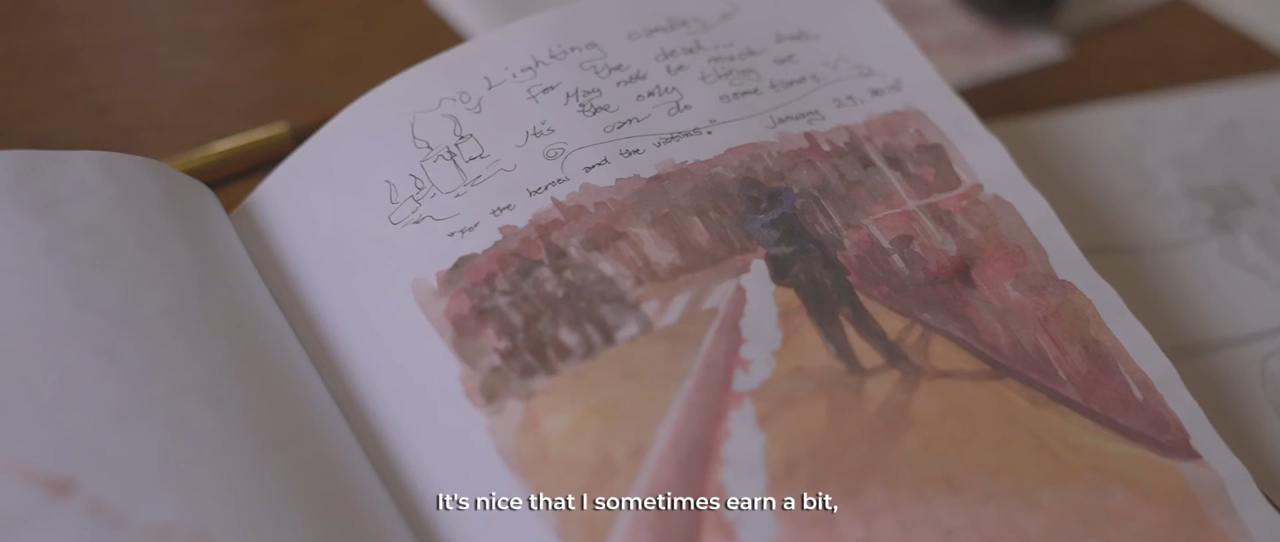 Lighting candles
For the dead...
May not be much but
It's the only thing we
can do sometimes...
January 29, 2015
*for the heroes and the victims.
It's nice that I sometimes earn a bit,